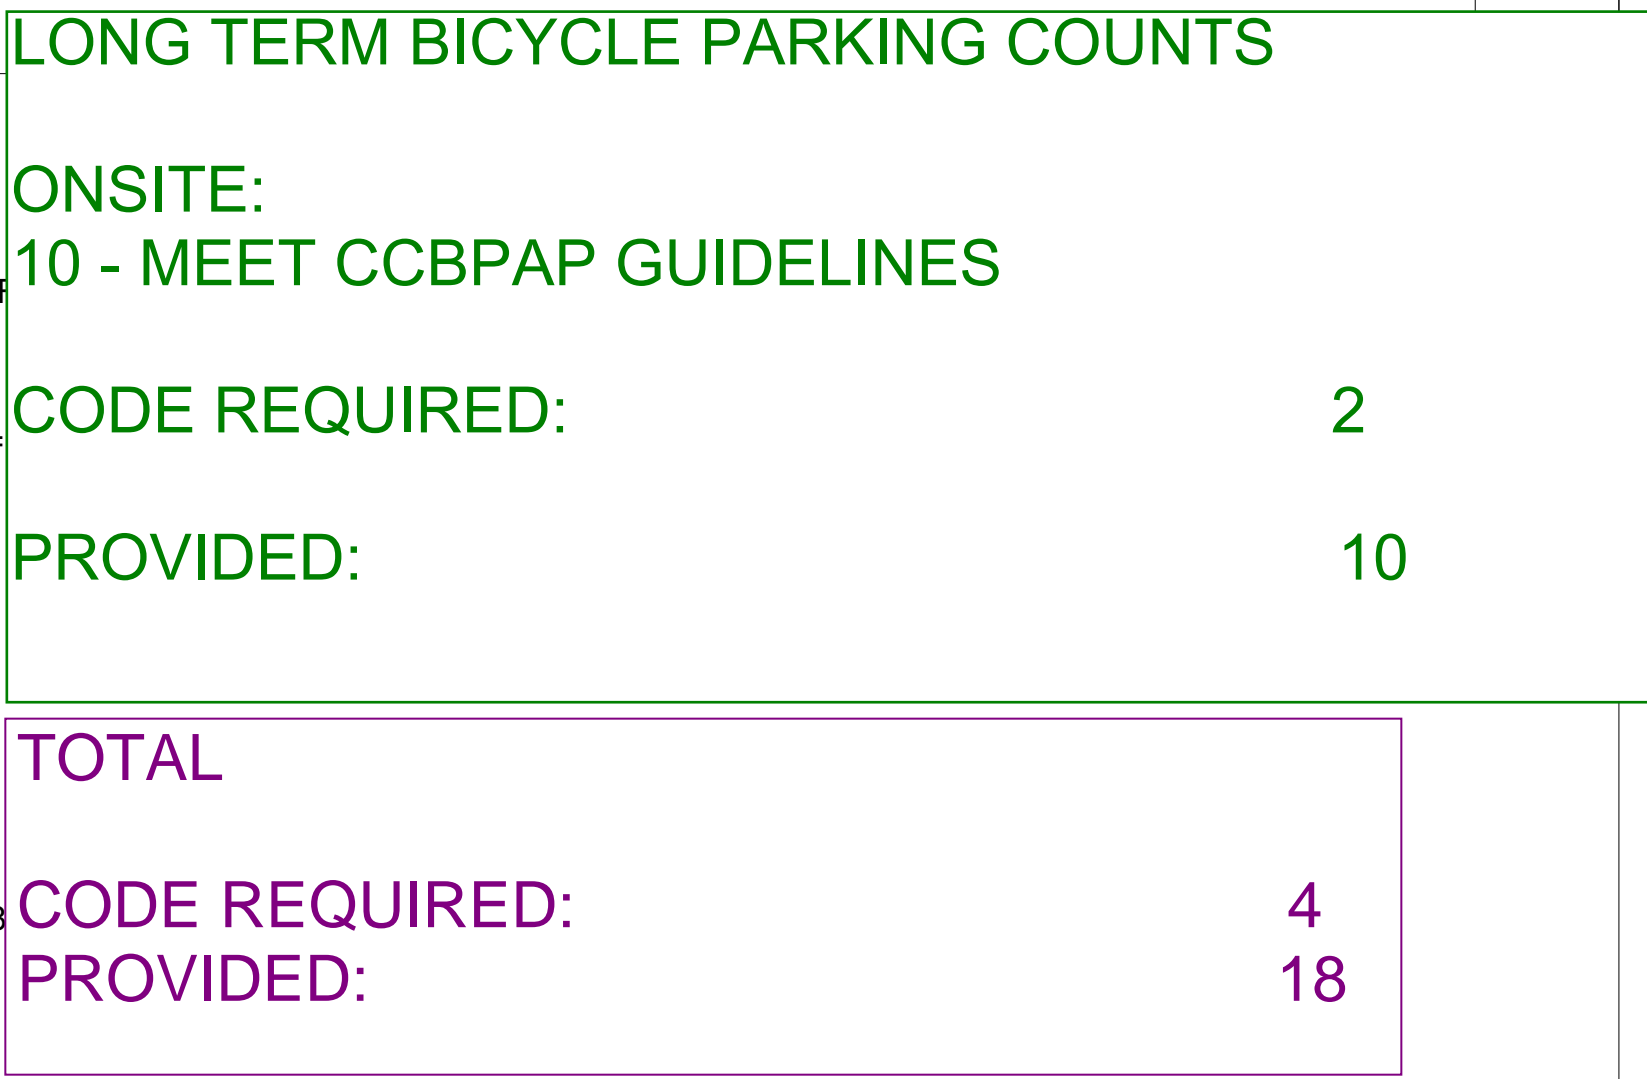 LONG TERM BICYCLE PARKING COUNTS
ONSITE:
10 - MEET CCBPAP GUIDELINES
CODE REQUIRED: 2
PROVIDED: 10
TOTAL
CODE REQUIRED: 4
PROVIDED: 18